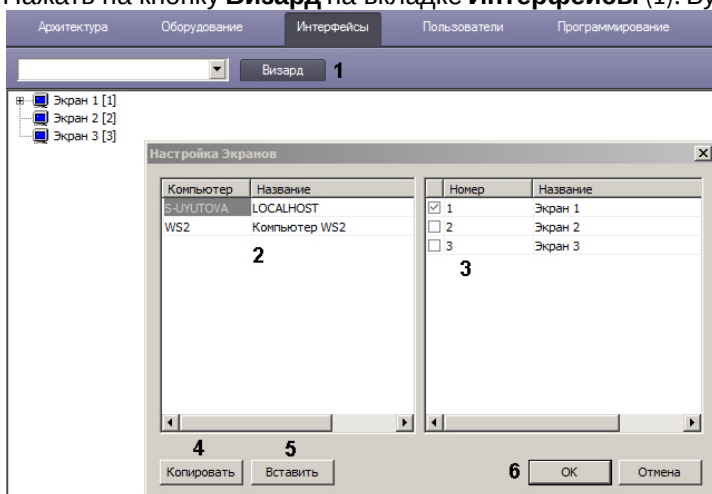 Нажать на кнопку Визард на вкладке Интерфейсы (1). Бу
Архитектура Оборудование Интерфейсы Пользователи Программирование
Визард 1
Экран 1 [1]
Экран 2 [2]
Экран 3 [3]
Настройка Экранов
Компьютер Название Номер Название
S-UYUTOVA LOCALHOST 1 Экран 1
WS2 Компьютер WS2 2 Экран 2
3 Экран 3
2 3
4 5
Копировать Вставить 6 OK Отмена